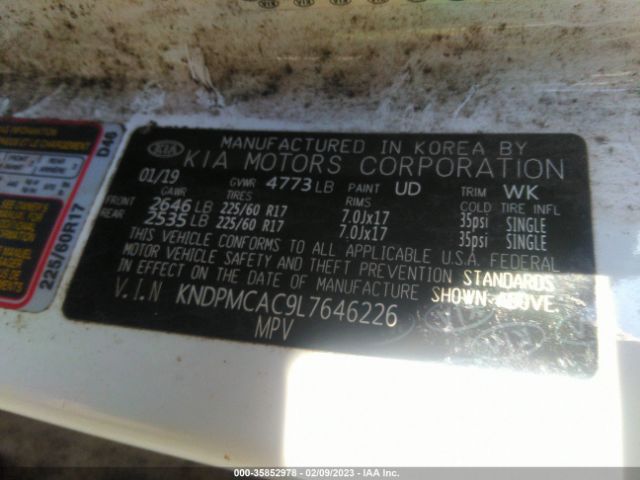 MANUFACTURED IN KOREA BY
KIA KIA MOTORS CORPORATION
01/19 GVWR 4773 LB PAINT UD TRIM WK
GAWR TIRES RIMS COLD TIRE INFL
FRONT 2646 LB 225/60 R17 7.0Jx17 35psi SINGLE
REAR 2535 LB 225/60 R17 7.0Jx17 35psi SINGLE
THIS VEHICLE CONFORMS TO ALL APPLICABLE U.S.A. FEDERAL
MOTOR VEHICLE SAFETY AND THEFT PREVENTION STANDARDS
IN EFFECT ON THE DATE OF MANUFACTURE SHOWN ABOVE.
V.I.N KNDPMCAC9L7646226
MPV
D46
225/60R17
000-35852978 - 02/09/2023 - IAA Inc.